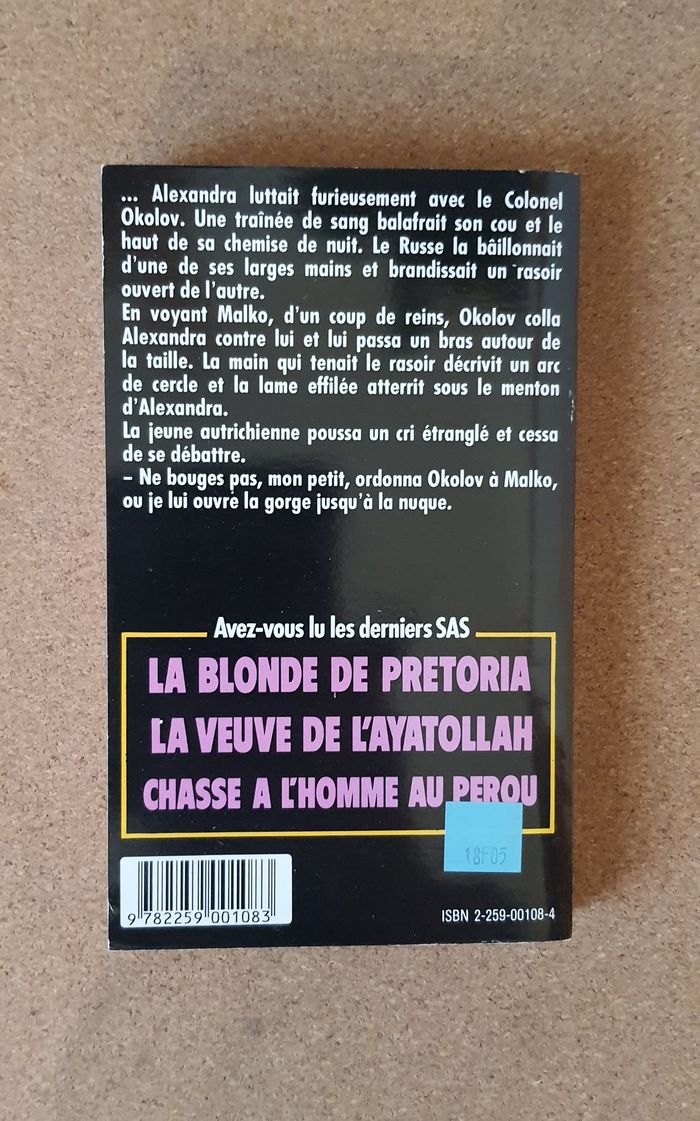 ... Alexandra luttait furieusement avec le Colonel
Okolov. Une traînée de sang balafrait son cou et le
haut de sa chemise de nuit. Le Russe la bâillonnait
d'une de ses larges mains et brandissait un rasoir
ouvert de l'autre.
En voyant Malko, d'un coup de reins, Okolov colla
Alexandra contre lui et lui passa un bras autour de
la taille. La main qui tenait le rasoir décrivit un arc
de cercle et la lame effilée atterrit sous le menton
d'Alexandra.
La jeune autrichienne poussa un cri étranglé et cessa
de se débattre.
– Ne bouges pas, mon petit, ordonna Okolov à Malko,
ou je lui ouvre la gorge jusqu'à la nuque.
Avez-vous lu les derniers SAS
LA BLONDE DE PRETORIA
LA VEUVE DE L'AYATOLLAH
CHASSE A L'HOMME AU PEROU
18F05
9 782259 001083
ISBN 2-259-00108-4